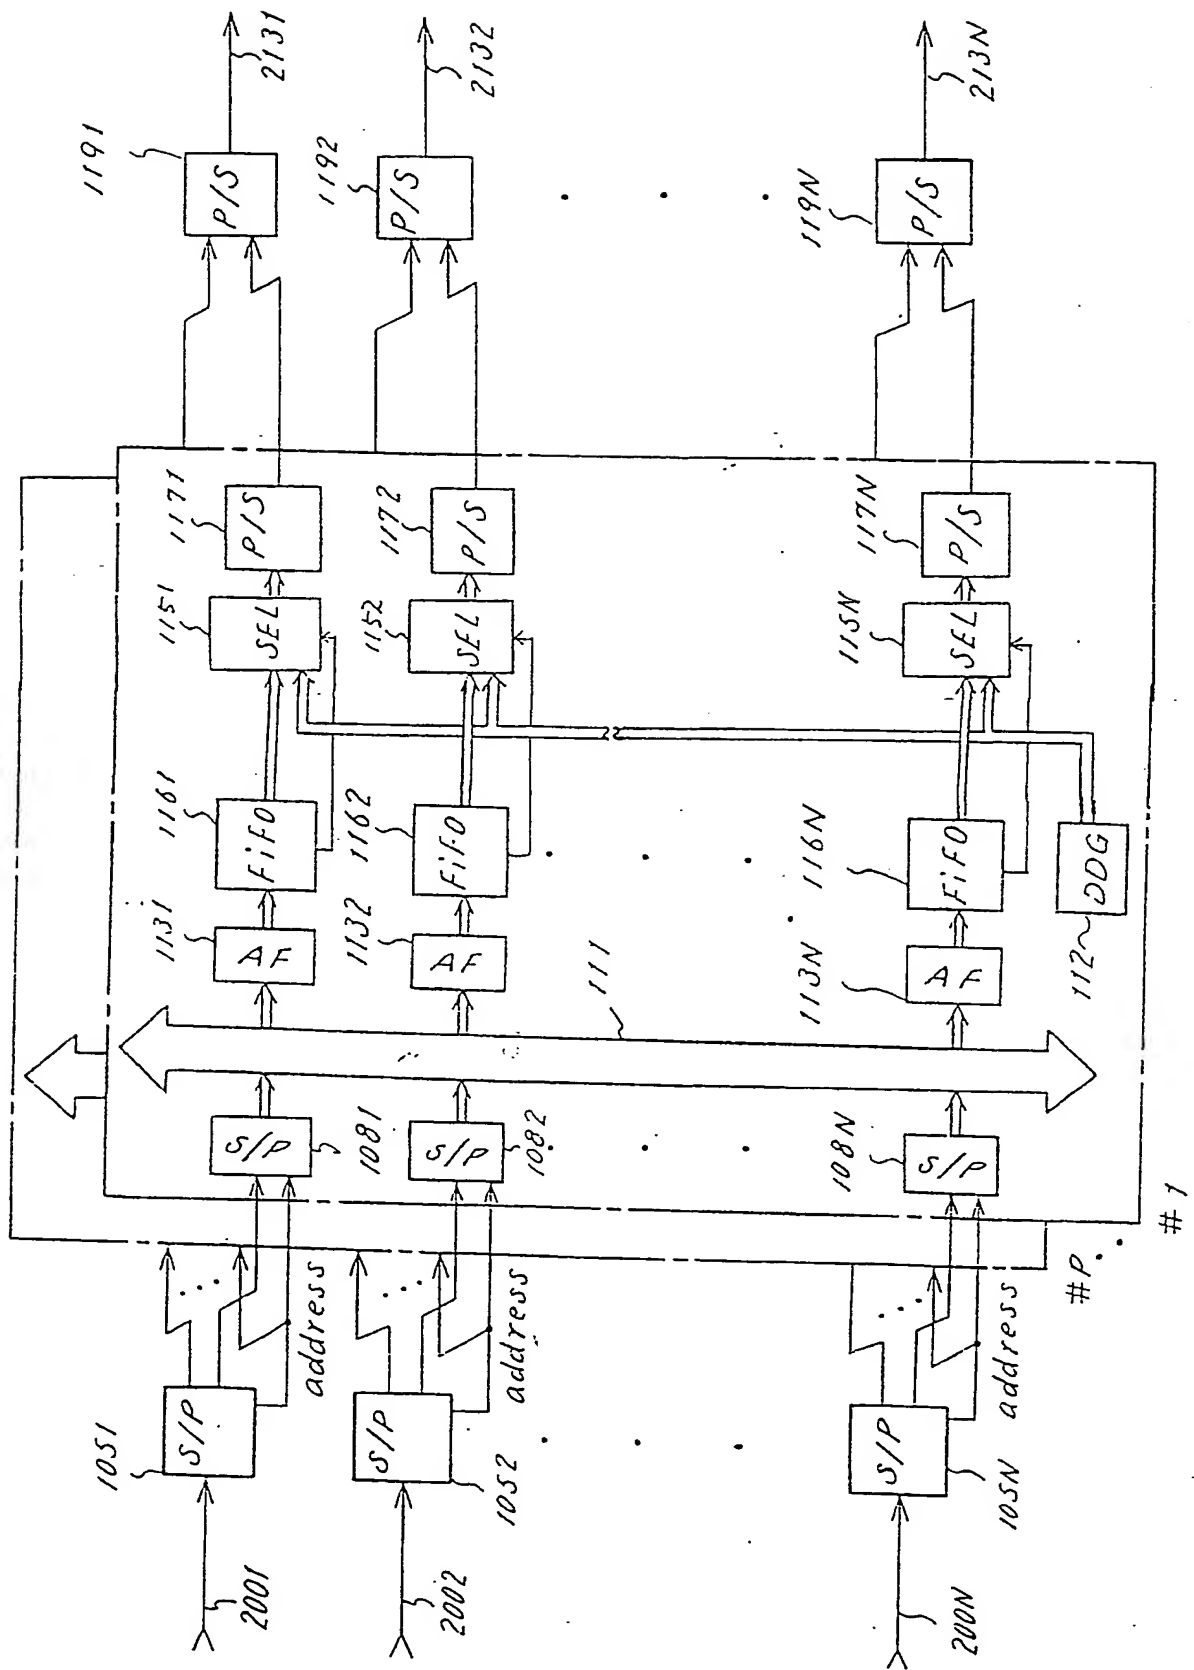 2001
1051
S/P
address
1081
S/P
1131
AF
1161
FiFO
1151
SEL
1171
P/S
1191
P/S
2131
2002
1052
S/P
address
1082
S/P
1132
AF
1162
FiFO
1152
SEL
1172
P/S
1192
P/S
2132
111
200N
105N
S/P
address
108N
S/P
113N
AF
116N
FiFO
115N
SEL
117N
P/S
119N
P/S
213N
112
DDG
#P
#1